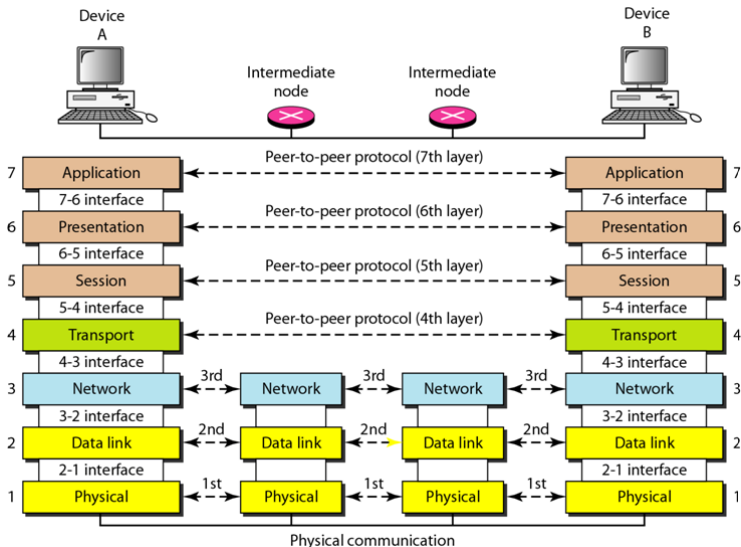 Device
A
Device
B
Intermediate
node
Intermediate
node
7 Application Peer-to-peer protocol (7th layer) Application 7
7-6 interface 7-6 interface
6 Presentation Peer-to-peer protocol (6th layer) Presentation 6
6-5 interface 6-5 interface
5 Session Peer-to-peer protocol (5th layer) Session 5
5-4 interface 5-4 interface
4 Transport Peer-to-peer protocol (4th layer) Transport 4
4-3 interface 4-3 interface
3 Network 3rd Network 3rd Network 3rd Network 3
3-2 interface 3-2 interface
2 Data link 2nd Data link 2nd Data link 2nd Data link 2
2-1 interface 2-1 interface
1 Physical 1st Physical 1st Physical 1st Physical 1
Physical communication